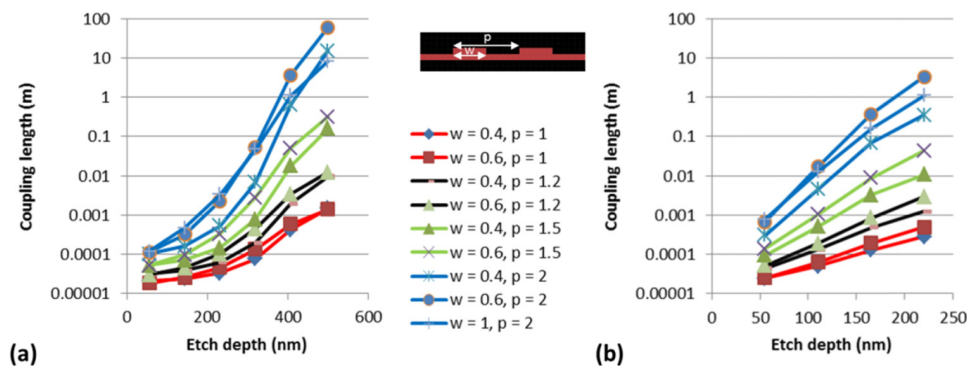 Coupling length (m)
100
10
1
0.1
0.01
0.001
0.0001
0.00001
0 200 400 600
Etch depth (nm)
(a)
p
w
w = 0.4, p = 1
w = 0.6, p = 1
w = 0.4, p = 1.2
w = 0.6, p = 1.2
w = 0.4, p = 1.5
w = 0.6, p = 1.5
w = 0.4, p = 2
w = 0.6, p = 2
w = 1, p = 2
Coupling length (m)
100
10
1
0.1
0.01
0.001
0.0001
0.00001
0 50 100 150 200 250
Etch depth (nm)
(b)